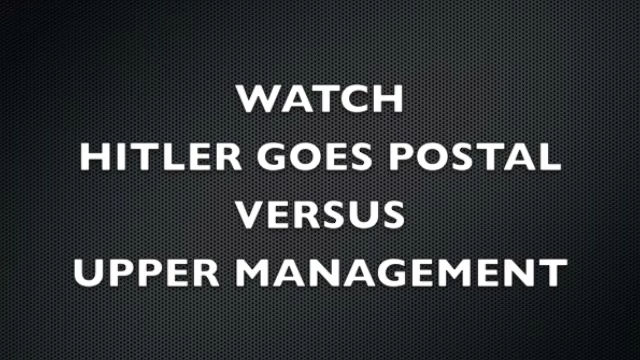 WATCH
HITLER GOES POSTAL
VERSUS
UPPER MANAGEMENT